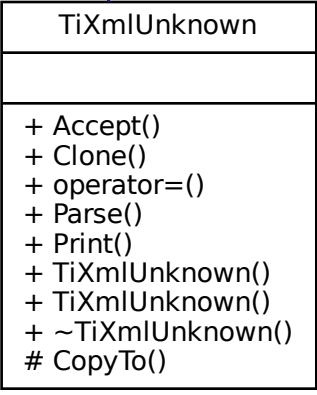 TiXmlUnknown
+ Accept()
+ Clone()
+ operator=()
+ Parse()
+ Print()
+ TiXmlUnknown()
+ TiXmlUnknown()
+ ~TiXmlUnknown()
# CopyTo()